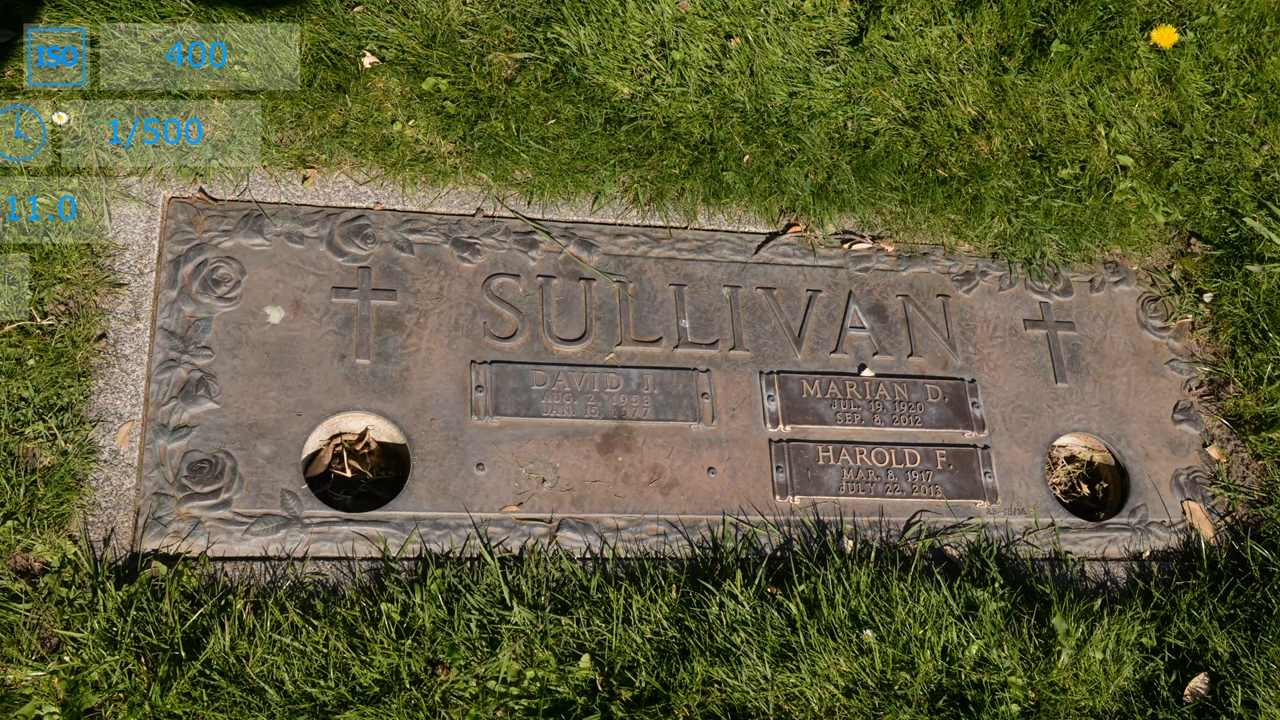 ISO 400
1/500
11.0
SULLIVAN
DAVID J.
AUG. 2, 1958
JAN. 15, 1977
MARIAN D.
JUL. 19, 1920
SEP. 8, 2012
HAROLD F.
MAR. 8, 1917
JULY 22, 2013